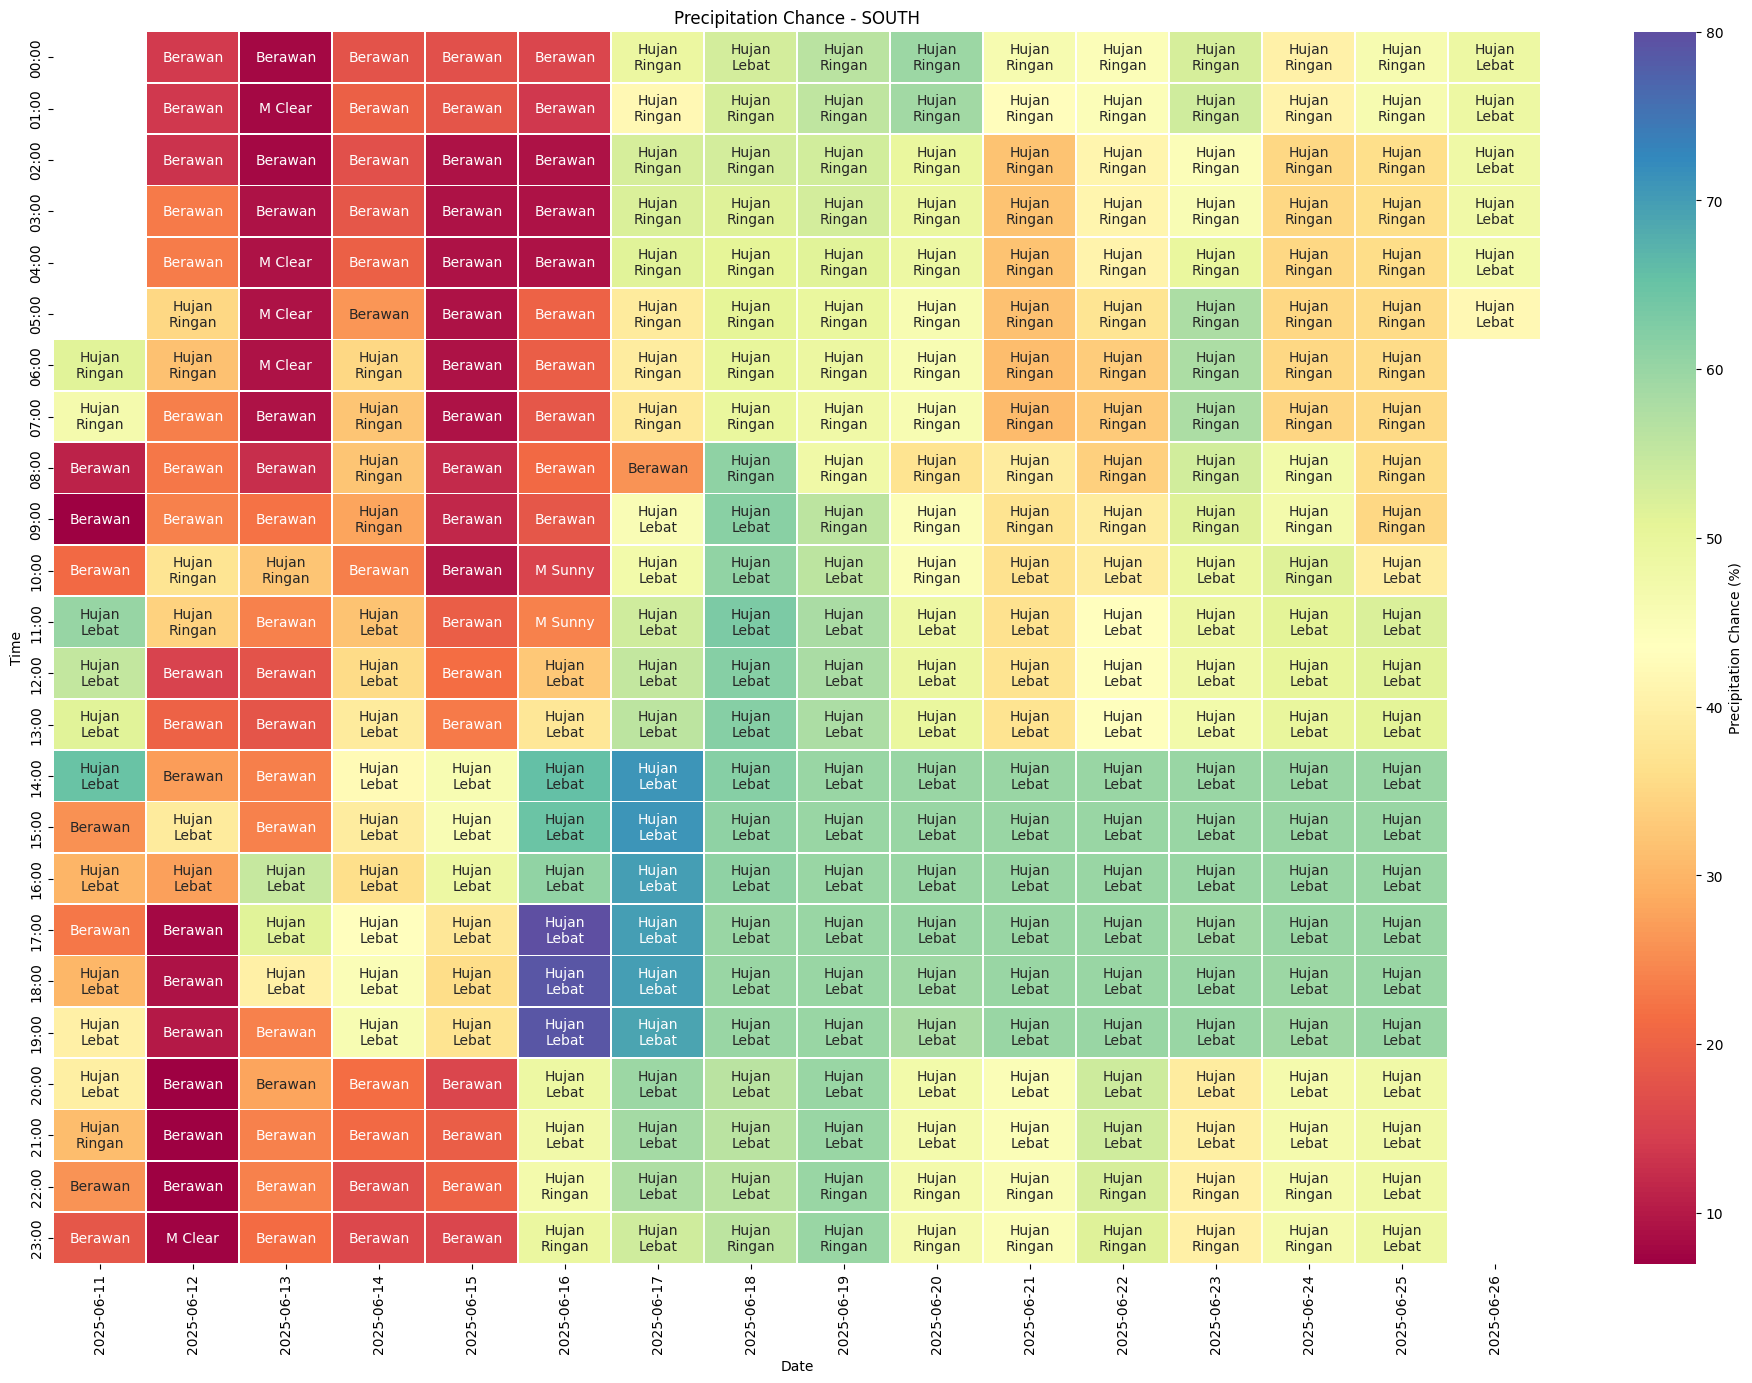 Precipitation Chance - SOUTH
00:00 Berawan Berawan Berawan Berawan Berawan Hujan Ringan Hujan Lebat Hujan Ringan Hujan Ringan Hujan Ringan Hujan Ringan Hujan Ringan Hujan Ringan Hujan Ringan Hujan Lebat
01:00 Berawan M Clear Berawan Berawan Berawan Hujan Ringan Hujan Ringan Hujan Ringan Hujan Ringan Hujan Ringan Hujan Ringan Hujan Ringan Hujan Ringan Hujan Ringan Hujan Lebat
02:00 Berawan Berawan Berawan Berawan Berawan Hujan Ringan Hujan Ringan Hujan Ringan Hujan Ringan Hujan Ringan Hujan Ringan Hujan Ringan Hujan Ringan Hujan Ringan Hujan Lebat
03:00 Berawan Berawan Berawan Berawan Berawan Hujan Ringan Hujan Ringan Hujan Ringan Hujan Ringan Hujan Ringan Hujan Ringan Hujan Ringan Hujan Ringan Hujan Ringan Hujan Lebat
04:00 Berawan M Clear Berawan Berawan Berawan Hujan Ringan Hujan Ringan Hujan Ringan Hujan Ringan Hujan Ringan Hujan Ringan Hujan Ringan Hujan Ringan Hujan Ringan Hujan Lebat
05:00 Hujan Ringan M Clear Berawan Berawan Berawan Hujan Ringan Hujan Ringan Hujan Ringan Hujan Ringan Hujan Ringan Hujan Ringan Hujan Ringan Hujan Ringan Hujan Ringan Hujan Lebat
06:00 Hujan Ringan Hujan Ringan M Clear Hujan Ringan Berawan Berawan Hujan Ringan Hujan Ringan Hujan Ringan Hujan Ringan Hujan Ringan Hujan Ringan Hujan Ringan Hujan Ringan Hujan Ringan
07:00 Hujan Ringan Berawan Berawan Hujan Ringan Berawan Berawan Hujan Ringan Hujan Ringan Hujan Ringan Hujan Ringan Hujan Ringan Hujan Ringan Hujan Ringan Hujan Ringan Hujan Ringan
08:00 Berawan Berawan Berawan Hujan Ringan Berawan Berawan Berawan Hujan Ringan Hujan Ringan Hujan Ringan Hujan Ringan Hujan Ringan Hujan Ringan Hujan Ringan Hujan Ringan
09:00 Berawan Berawan Berawan Hujan Ringan Berawan Berawan Hujan Lebat Hujan Lebat Hujan Ringan Hujan Ringan Hujan Ringan Hujan Ringan Hujan Ringan Hujan Ringan Hujan Ringan
10:00 Berawan Hujan Ringan Hujan Ringan Berawan Berawan M Sunny Hujan Lebat Hujan Lebat Hujan Lebat Hujan Ringan Hujan Lebat Hujan Lebat Hujan Lebat Hujan Ringan Hujan Lebat
11:00 Hujan Lebat Hujan Ringan Berawan Hujan Lebat Berawan M Sunny Hujan Lebat Hujan Lebat Hujan Lebat Hujan Lebat Hujan Lebat Hujan Lebat Hujan Lebat Hujan Lebat Hujan Lebat
12:00 Hujan Lebat Berawan Berawan Hujan Lebat Berawan Hujan Lebat Hujan Lebat Hujan Lebat Hujan Lebat Hujan Lebat Hujan Lebat Hujan Lebat Hujan Lebat Hujan Lebat Hujan Lebat
13:00 Hujan Lebat Berawan Berawan Hujan Lebat Berawan Hujan Lebat Hujan Lebat Hujan Lebat Hujan Lebat Hujan Lebat Hujan Lebat Hujan Lebat Hujan Lebat Hujan Lebat Hujan Lebat
14:00 Hujan Lebat Berawan Berawan Hujan Lebat Hujan Lebat Hujan Lebat Hujan Lebat Hujan Lebat Hujan Lebat Hujan Lebat Hujan Lebat Hujan Lebat Hujan Lebat Hujan Lebat Hujan Lebat
15:00 Berawan Hujan Lebat Berawan Hujan Lebat Hujan Lebat Hujan Lebat Hujan Lebat Hujan Lebat Hujan Lebat Hujan Lebat Hujan Lebat Hujan Lebat Hujan Lebat Hujan Lebat Hujan Lebat
16:00 Hujan Lebat Hujan Lebat Hujan Lebat Hujan Lebat Hujan Lebat Hujan Lebat Hujan Lebat Hujan Lebat Hujan Lebat Hujan Lebat Hujan Lebat Hujan Lebat Hujan Lebat Hujan Lebat Hujan Lebat
17:00 Berawan Berawan Hujan Lebat Hujan Lebat Hujan Lebat Hujan Lebat Hujan Lebat Hujan Lebat Hujan Lebat Hujan Lebat Hujan Lebat Hujan Lebat Hujan Lebat Hujan Lebat Hujan Lebat
18:00 Hujan Lebat Berawan Hujan Lebat Hujan Lebat Hujan Lebat Hujan Lebat Hujan Lebat Hujan Lebat Hujan Lebat Hujan Lebat Hujan Lebat Hujan Lebat Hujan Lebat Hujan Lebat Hujan Lebat
19:00 Hujan Lebat Berawan Berawan Hujan Lebat Hujan Lebat Hujan Lebat Hujan Lebat Hujan Lebat Hujan Lebat Hujan Lebat Hujan Lebat Hujan Lebat Hujan Lebat Hujan Lebat Hujan Lebat
20:00 Hujan Lebat Berawan Berawan Berawan Berawan Hujan Lebat Hujan Lebat Hujan Lebat Hujan Lebat Hujan Lebat Hujan Lebat Hujan Lebat Hujan Lebat Hujan Lebat Hujan Lebat
21:00 Hujan Ringan Berawan Berawan Berawan Berawan Hujan Lebat Hujan Lebat Hujan Lebat Hujan Lebat Hujan Lebat Hujan Lebat Hujan Lebat Hujan Lebat Hujan Lebat Hujan Lebat
22:00 Berawan Berawan Berawan Berawan Berawan Hujan Ringan Hujan Lebat Hujan Lebat Hujan Ringan Hujan Ringan Hujan Ringan Hujan Ringan Hujan Ringan Hujan Ringan Hujan Lebat
23:00 Berawan M Clear Berawan Berawan Berawan Hujan Ringan Hujan Lebat Hujan Ringan Hujan Ringan Hujan Ringan Hujan Ringan Hujan Ringan Hujan Ringan Hujan Ringan Hujan Lebat
Time
2025-06-11 2025-06-12 2025-06-13 2025-06-14 2025-06-15 2025-06-16 2025-06-17 2025-06-18 2025-06-19 2025-06-20 2025-06-21 2025-06-22 2025-06-23 2025-06-24 2025-06-25 2025-06-26
Date
80
70
60
50
40
30
20
10
Precipitation Chance (%)